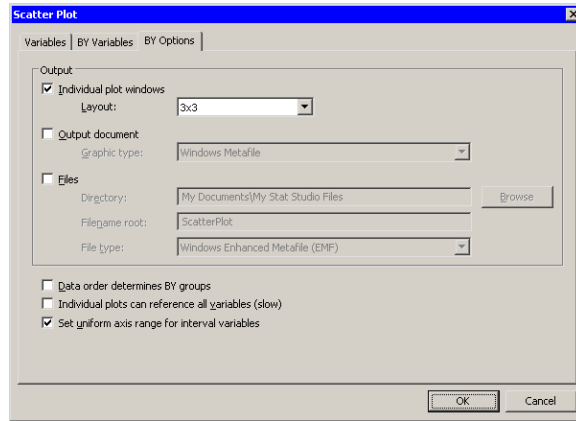 Scatter Plot
Variables BY Variables BY Options
Output
Individual plot windows
Layout: 3x3
Output document
Graphic type: Windows Metafile
Files
Directory: My Documents\My Stat Studio Files Browse
Filename root: ScatterPlot
File type: Windows Enhanced Metafile (EMF)
Data order determines BY groups
Individual plots can reference all variables (slow)
Set uniform axis range for interval variables
OK Cancel